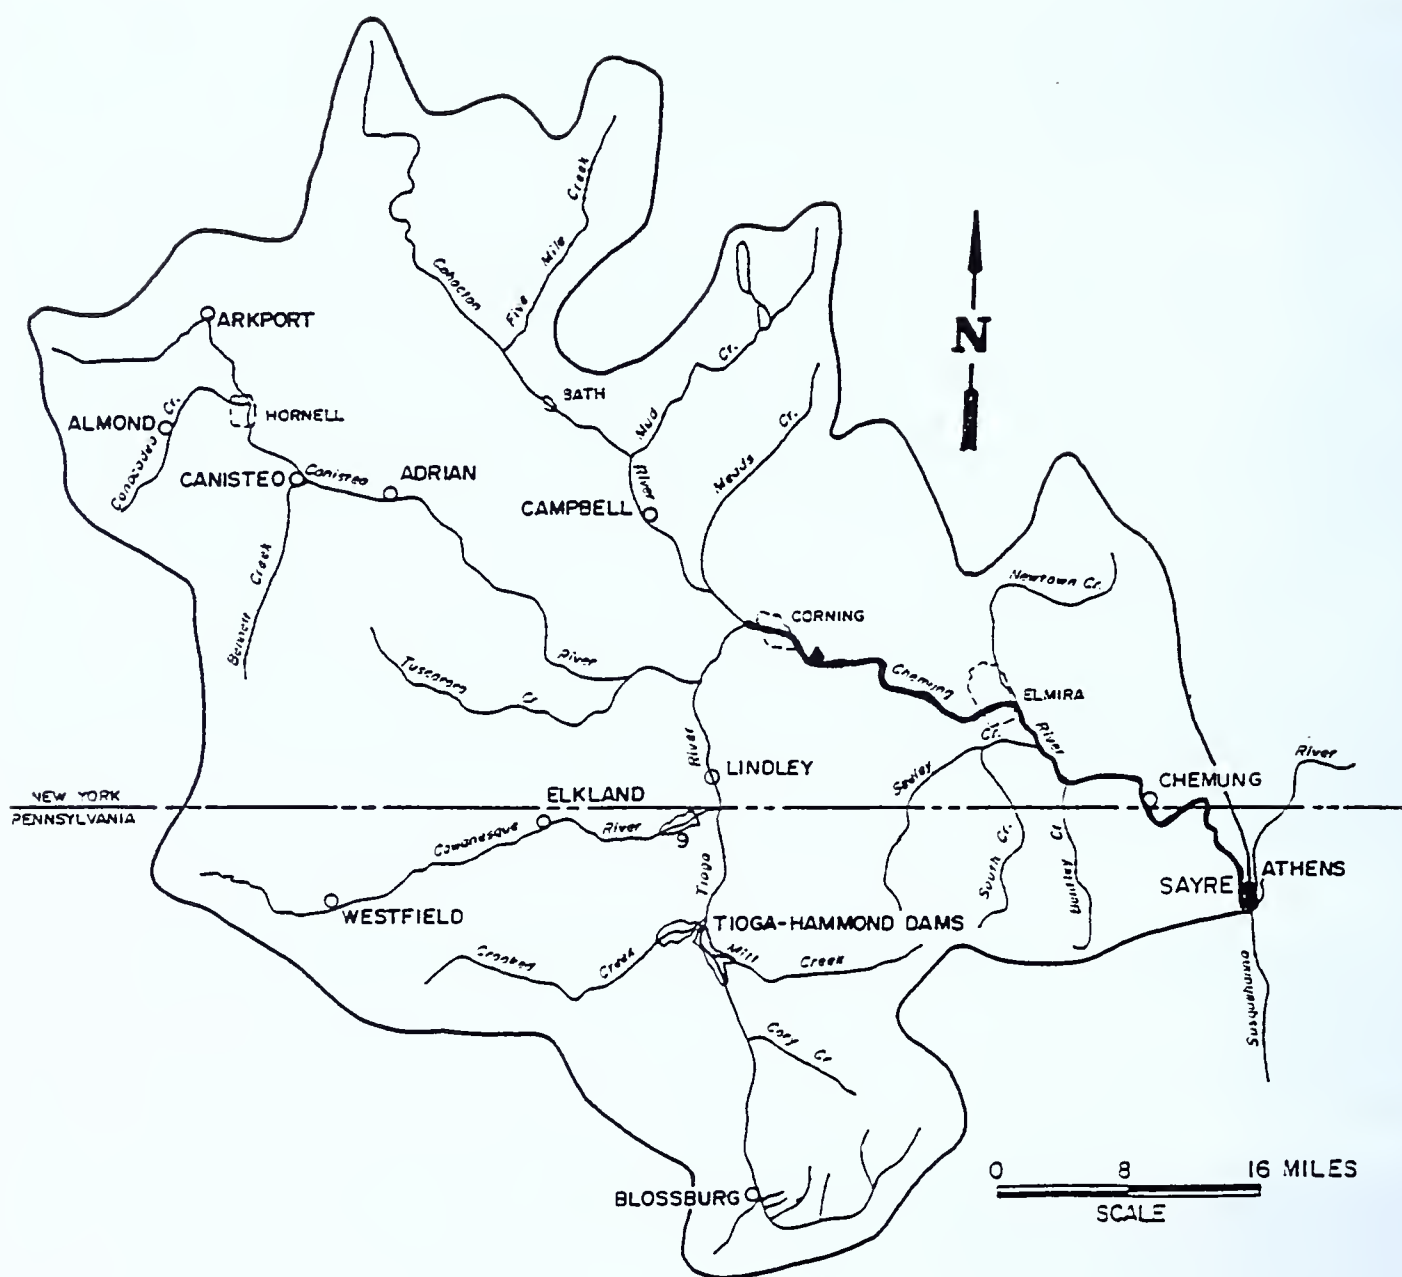 Creek
Mile
Five
Cohocton
ARKPORT
N
Cr.
BATH
Mud
HORNELL
Cr.
ALMOND
Cr.
Meads
Canisteo
ADRIAN
CANISTEO
River
CAMPBELL
Creek
Bennett
Newtown Cr.
CORNING
River
Tuscarora
Cr.
Chemung
ELMIRA
River
Cr.
Seeley
River
River
LINDLEY
CHEMUNG
ELKLAND
NEW YORK
PENNSYLVANIA
River
9
Cowanesque
Cr.
South
Cr.
Tioga
ATHENS
SAYRE
WESTFIELD
TIOGA-HAMMOND DAMS
Crooked
Creek
Mill
Creek
Susquehanna
Cory Cr
0 8 16 MILES
SCALE
BLOSSBURG